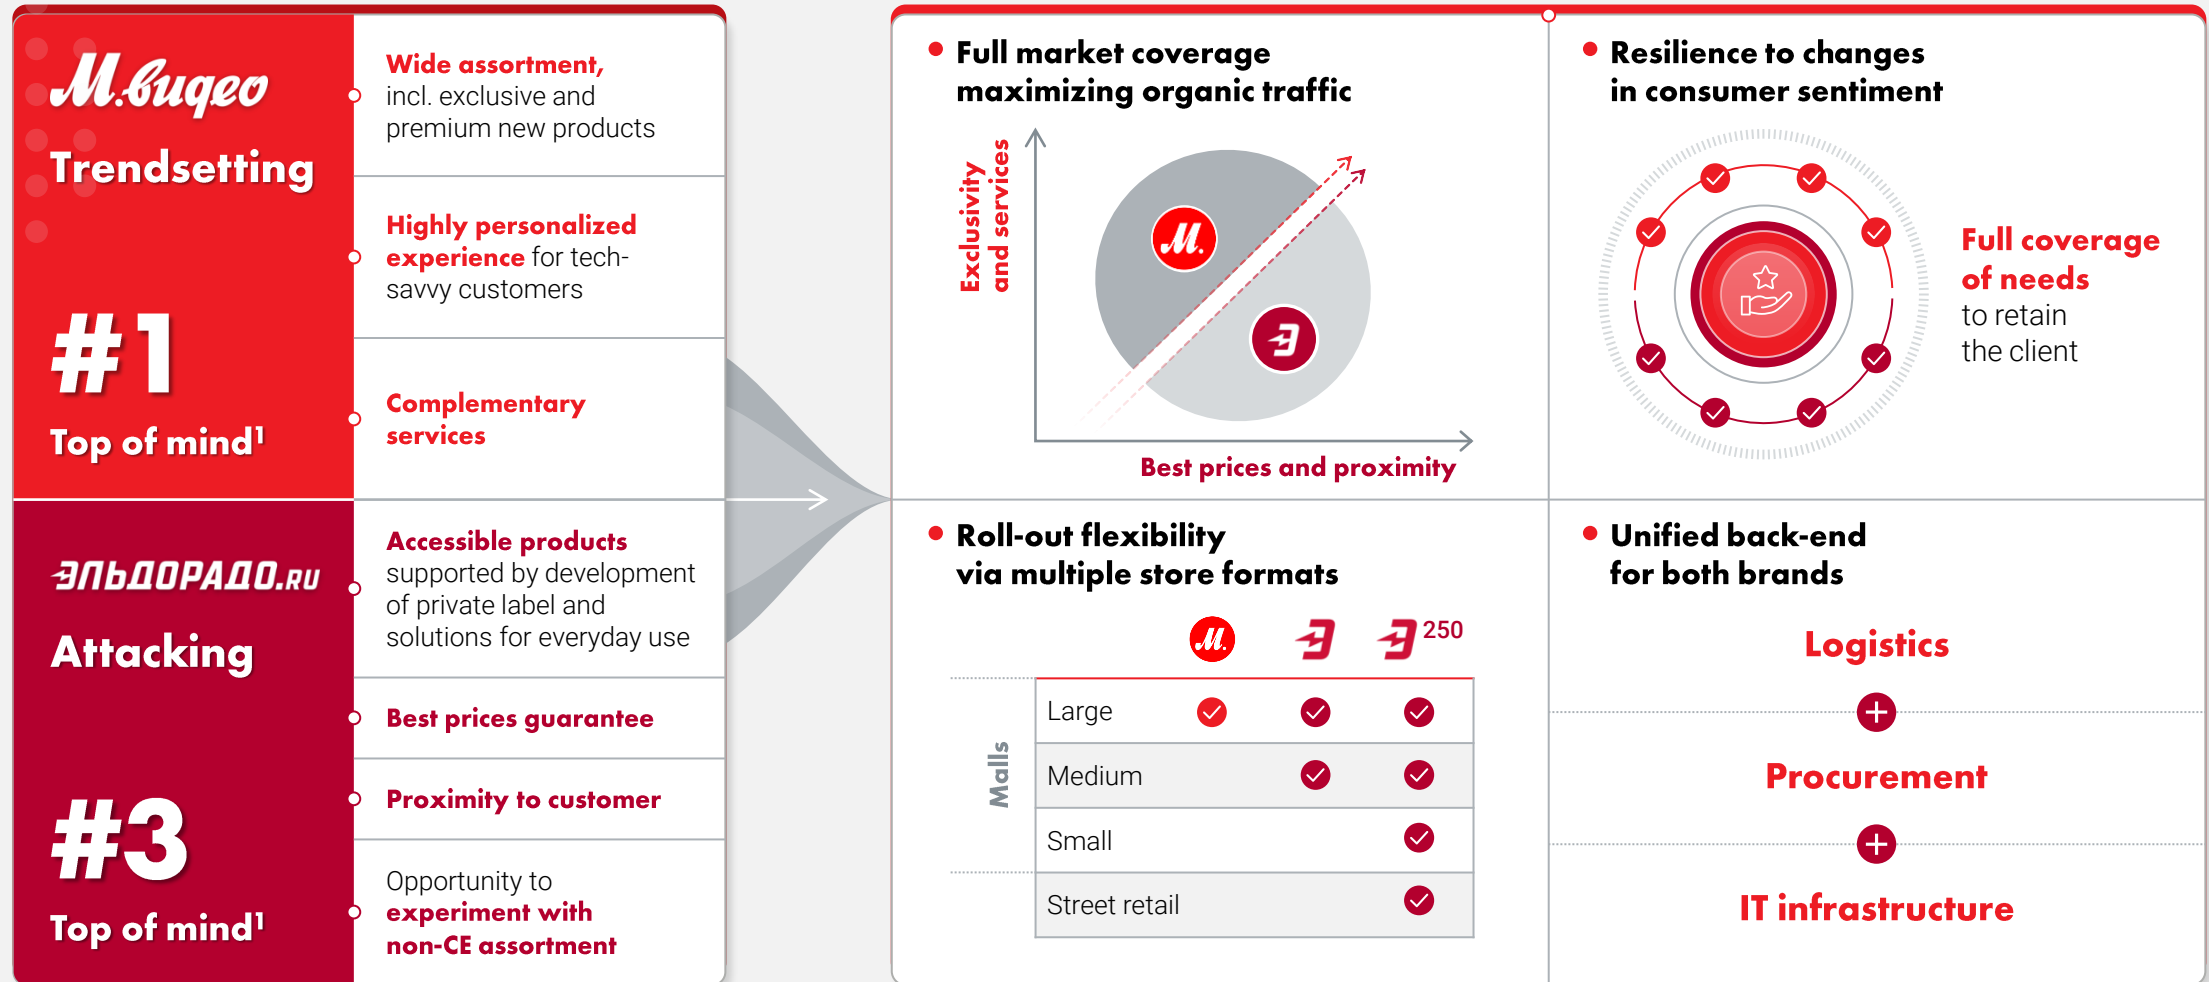 М.видео
Trendsetting
#1
Top of mind¹
Wide assortment,
incl. exclusive and
premium new products
Highly personalized
experience for tech-
savvy customers
Complementary
services
ЭЛЬДОРАДО.RU
Attacking
#3
Top of mind¹
Accessible products
supported by development
of private label and
solutions for everyday use
Best prices guarantee
Proximity to customer
Opportunity to
experiment with
non-CE assortment
Full market coverage
maximizing organic traffic
Exclusivity
and services
М.
Э
Best prices and proximity
Resilience to changes
in consumer sentiment
Full coverage
of needs
to retain
the client
Roll-out flexibility
via multiple store formats
М. Э Э 250
Malls
Large
Medium
Small
Street retail
Unified back-end
for both brands
Logistics
+
Procurement
+
IT infrastructure